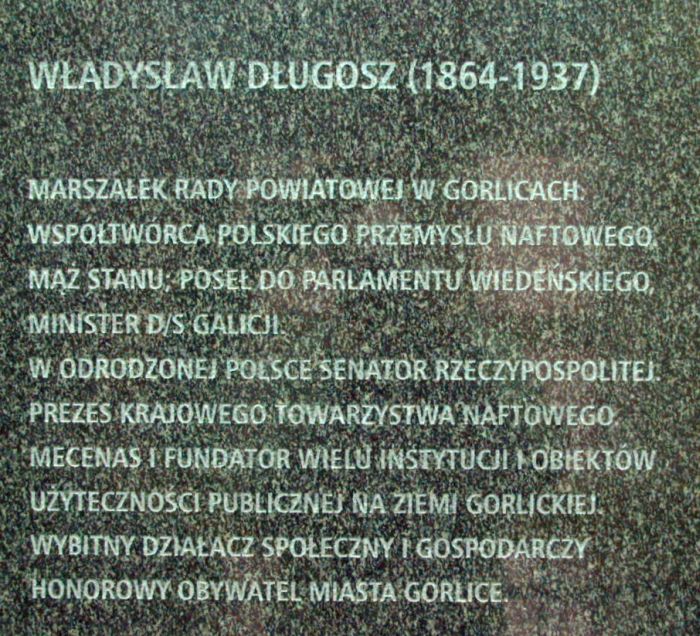 WŁADYSŁAW DŁUGOSZ (1864-1937)
MARSZAŁEK RADY POWIATOWEJ W GORLICACH.
WSPÓŁTWÓRCA POLSKIEGO PRZEMYSŁU NAFTOWEGO.
MĄŻ STANU, POSEŁ DO PARLAMENTU WIEDEŃSKIEGO,
MINISTER D/S GALICJI.
W ODRODZONEJ POLSCE SENATOR RZECZYPOSPOLITEJ.
PREZES KRAJOWEGO TOWARZYSTWA NAFTOWEGO.
MECENAS I FUNDATOR WIELU INSTYTUCJI I OBIEKTÓW
UŻYTECZNOŚCI PUBLICZNEJ NA ZIEMI GORLICKIEJ.
WYBITNY DZIAŁACZ SPOŁECZNY I GOSPODARCZY
HONOROWY OBYWATEL MIASTA GORLICE.